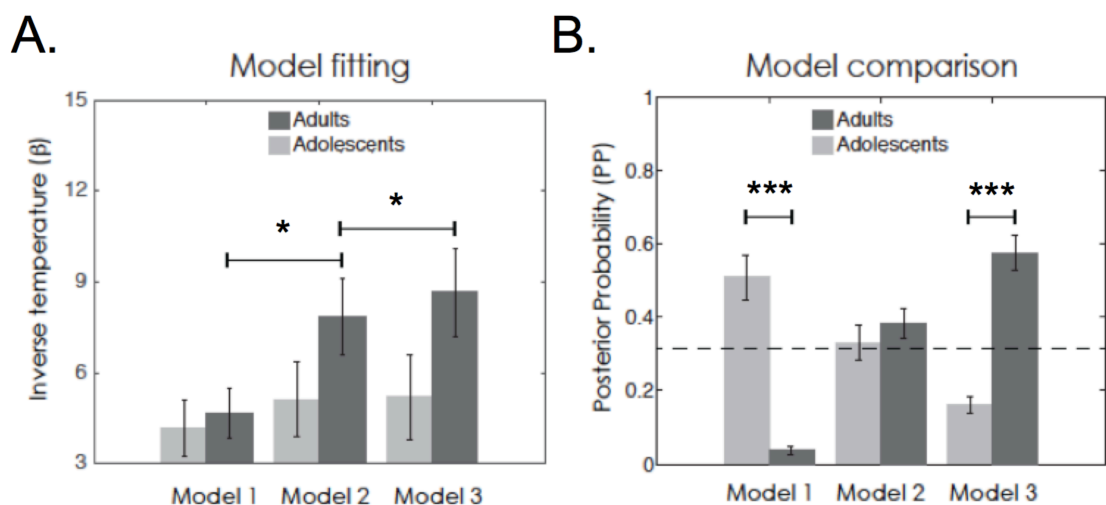 A.
Model fitting
15
12
9
6
3
Inverse temperature (β)
Adults
Adolescents
*
*
Model 1 Model 2 Model 3
B.
Model comparison
1
0.8
0.6
0.4
0.2
0
Posterior Probability (PP)
Adults
Adolescents
***
***
Model 1 Model 2 Model 3